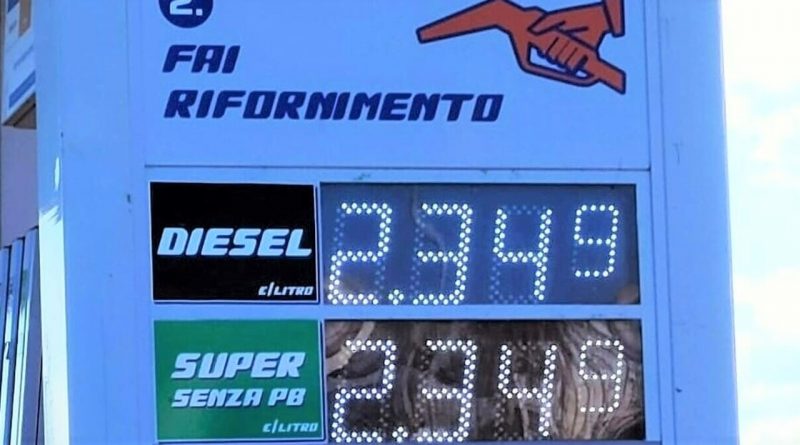 2.
FAI
RIFORNIMENTO
DIESEL
€/LITRO
2.349
SUPER
SENZA PB
€/LITRO
2.349